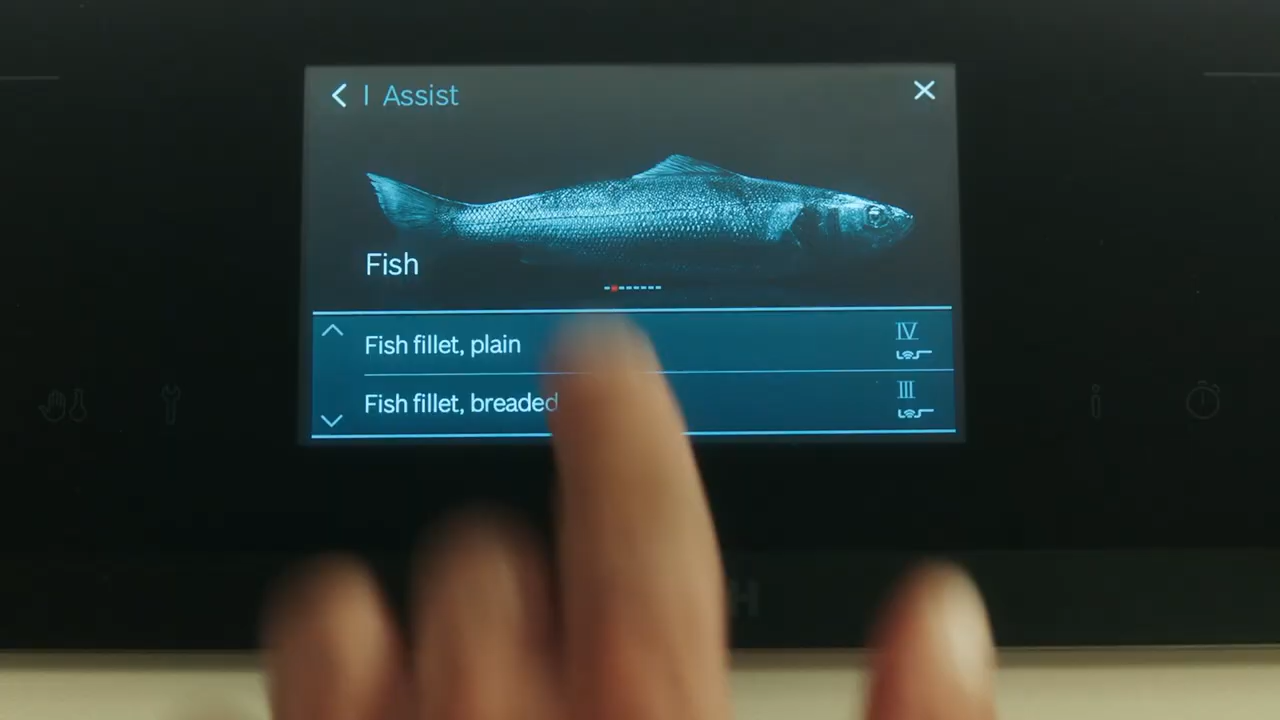 Assist
Fish
Fish fillet, plain
IV
Fish fillet, breaded
III